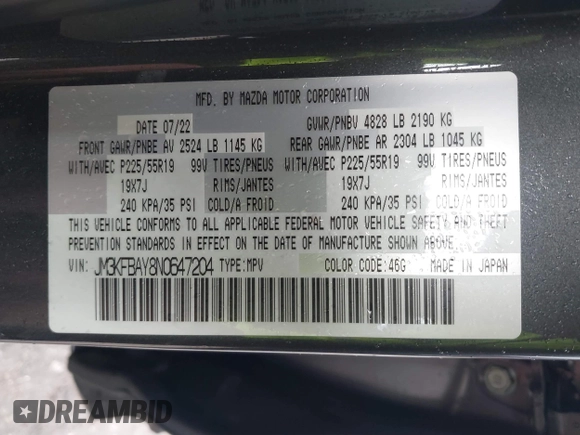 MFD. BY MAZDA MOTOR CORPORATION
DATE 07/22 GVWR/PNBV 4828 LB 2190 KG
FRONT GAWR/PNBE AV 2524 LB 1145 KG REAR GAWR/PNBE AR 2304 LB 1045 KG
WITH/AVEC P225/55R19 99V TIRES/PNEUS WITH/AVEC P225/55R19 99V TIRES/PNEUS
19X7J RIMS/JANTES 19X7J RIMS/JANTES
240 KPA/35 PSI COLD/A FROID 240 KPA/35 PSI COLD/A FROID
THIS VEHICLE CONFORMS TO ALL APPLICABLE FEDERAL MOTOR VEHICLE SAFETY AND THEFT
PREVENTION STANDARDS IN EFFECT ON THE DATE OF MANUFACTURE SHOWN ABOVE.
VIN: JM3KFBAY8N0647204 TYPE:MPV COLOR CODE:46G MADE IN JAPAN
DREAMBID